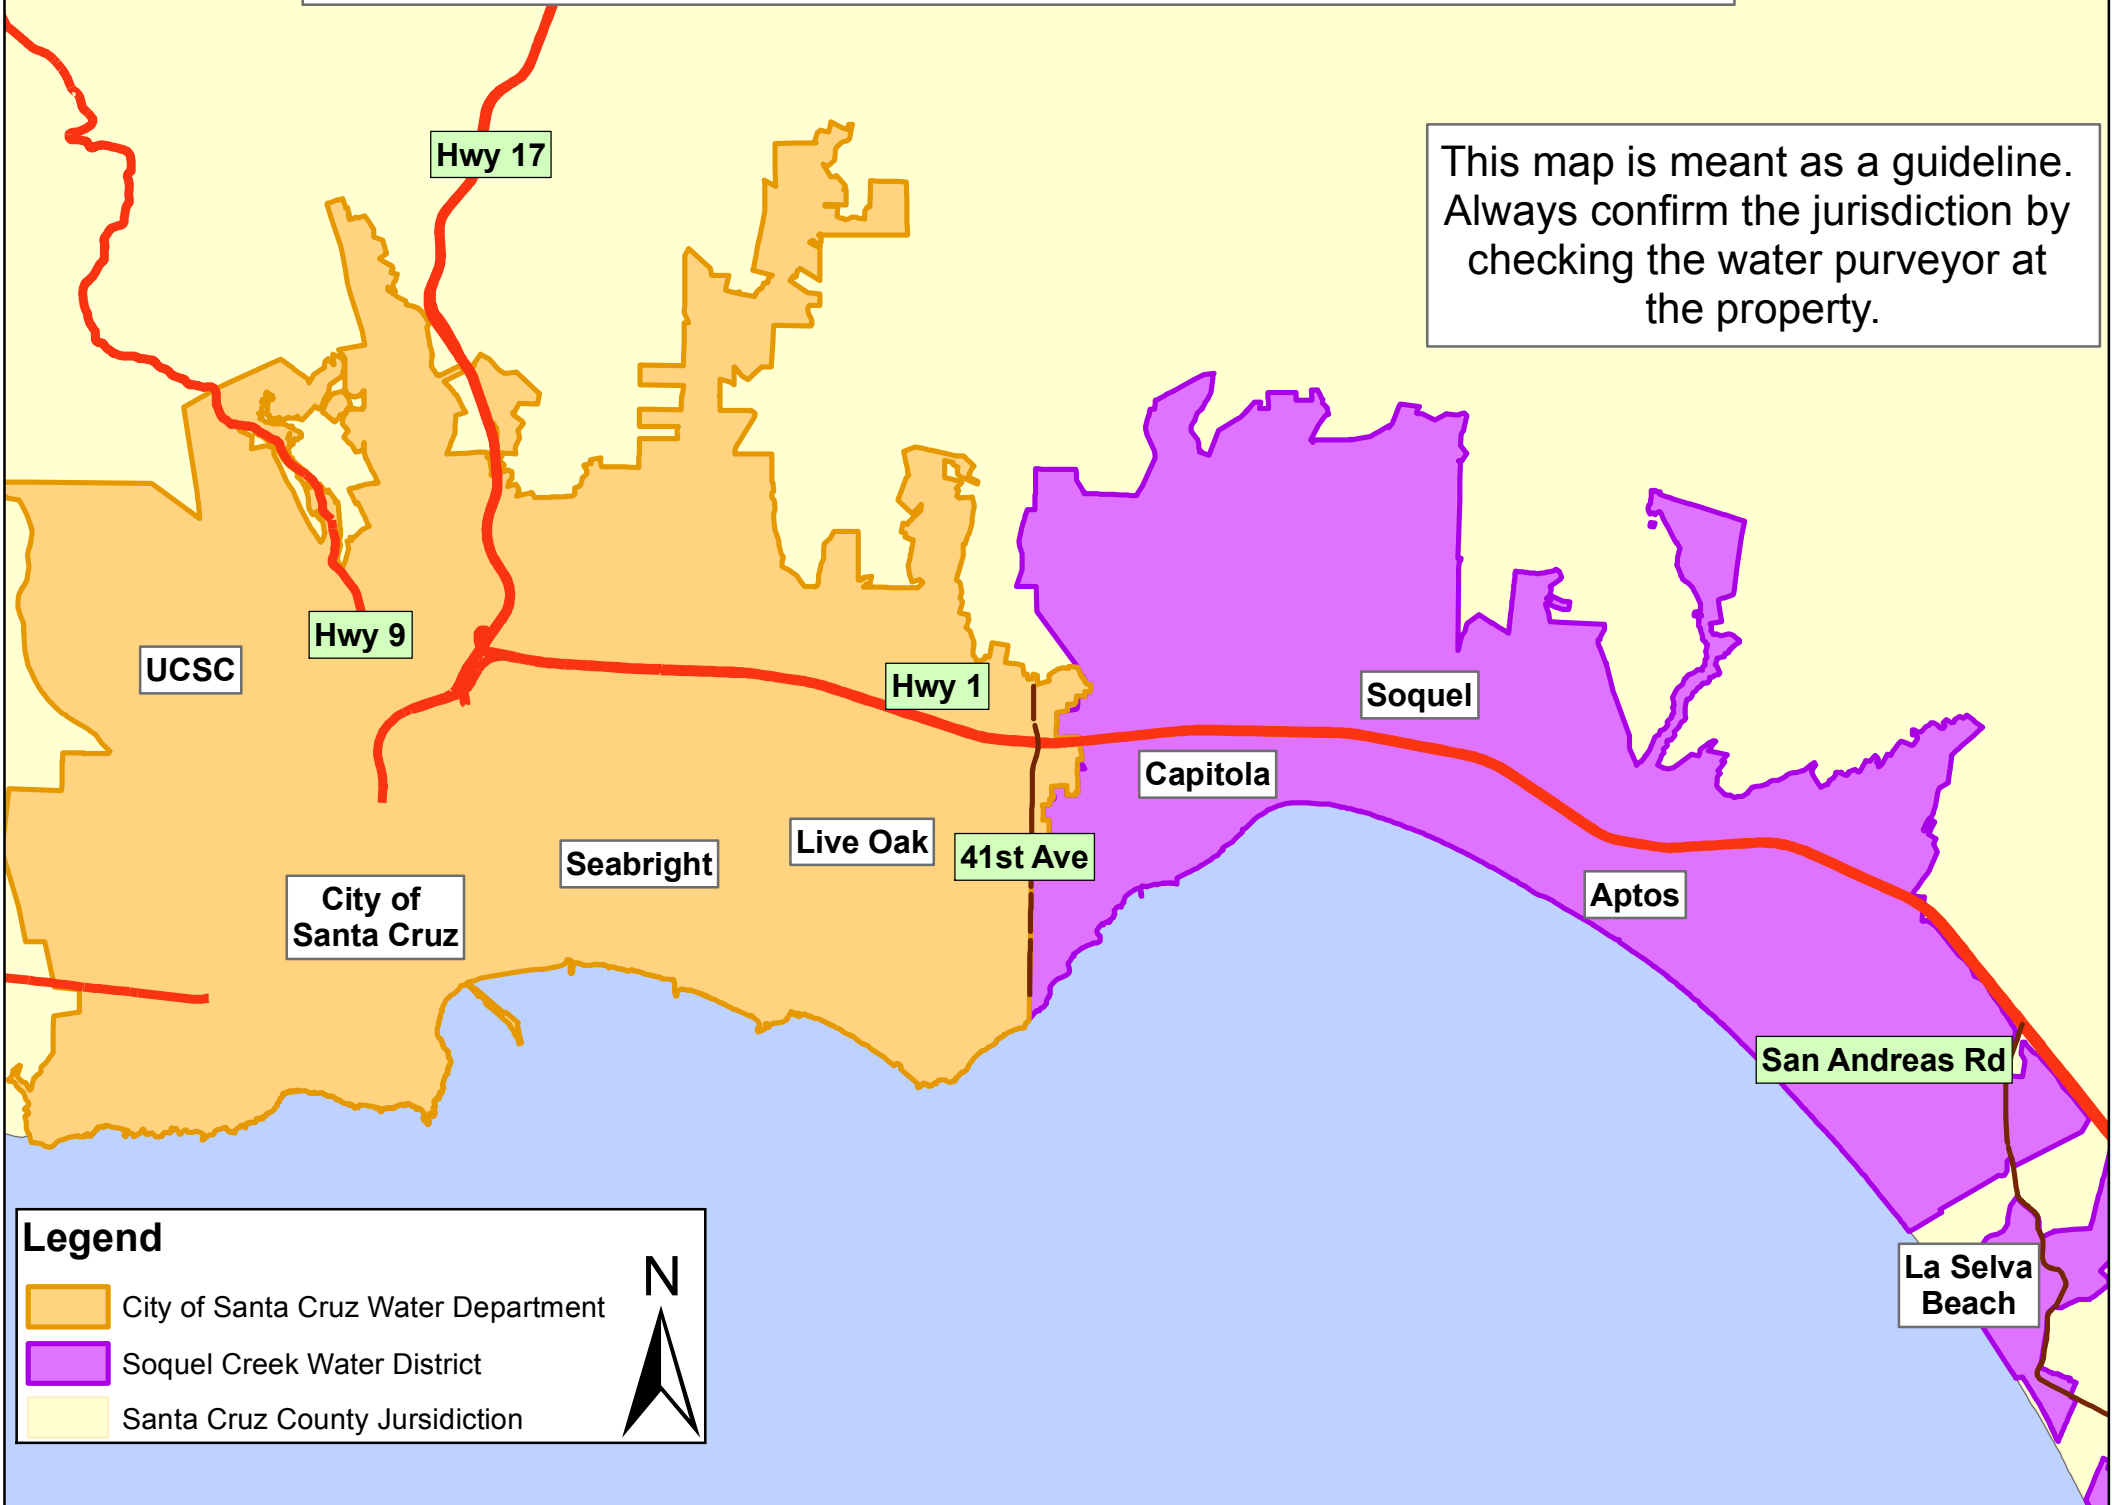 Hwy 17
This map is meant as a guideline.
Always confirm the jurisdiction by
checking the water purveyor at
the property.
Hwy 9
UCSC
Hwy 1
Soquel
Capitola
Live Oak
41st Ave
Seabright
City of
Santa Cruz
Aptos
San Andreas Rd
La Selva
Beach
Legend
N
City of Santa Cruz Water Department
Soquel Creek Water District
Santa Cruz County Jursidiction